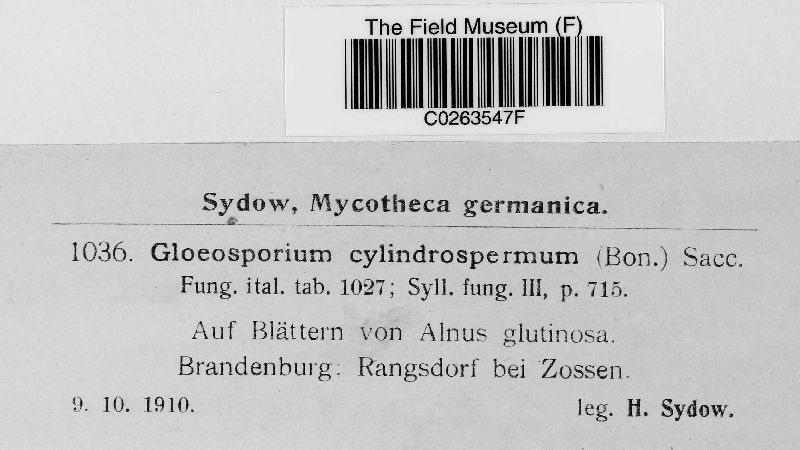 The Field Museum (F)
C0263547F
Sydow, Mycotheca germanica.
1036. Gloeosporium cylindrospermum (Bon.) Sacc.
Fung. ital. tab. 1027; Syll. fung. III, p. 715.
Auf Blättern von Alnus glutinosa.
Brandenburg: Rangsdorf bei Zossen.
9. 10. 1910. leg. H. Sydow.